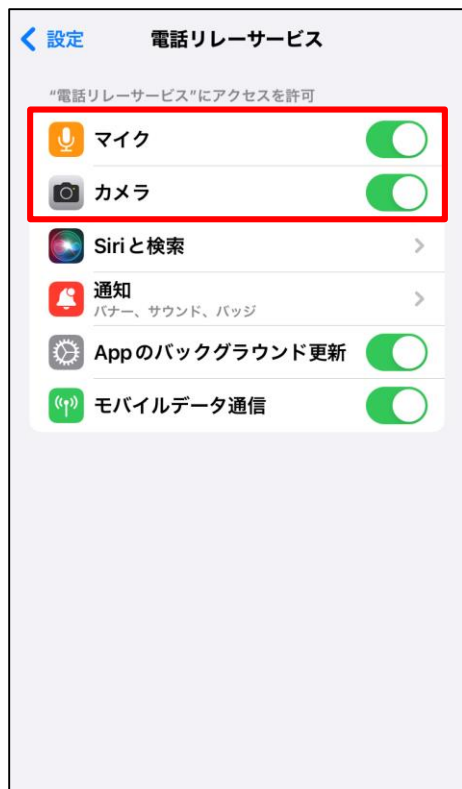 設定 電話リレーサービス
“電話リレーサービス”にアクセスを許可
マイク
カメラ
Siriと検索
通知
バナー、サウンド、バッジ
Appのバックグラウンド更新
モバイルデータ通信